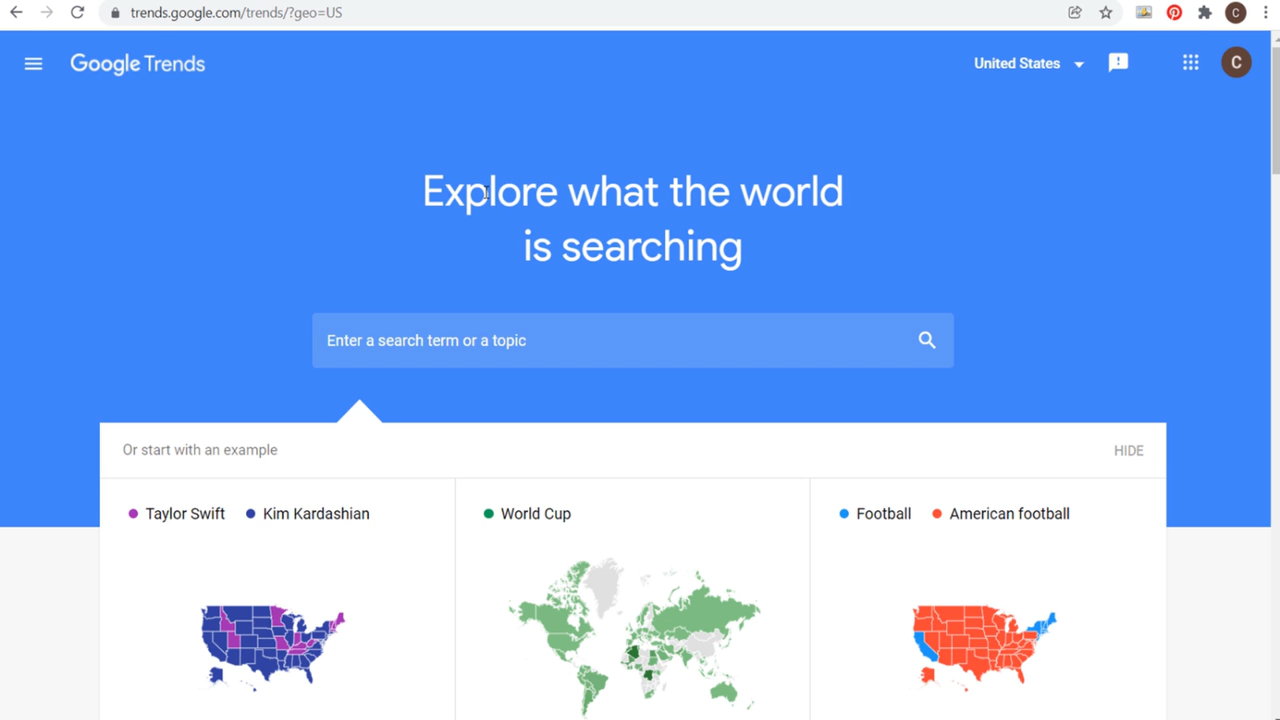 trends.google.com/trends/?geo=US
C
Google Trends
United States
C
Explore what the world
is searching
Enter a search term or a topic
Or start with an example
HIDE
Taylor Swift
Kim Kardashian
World Cup
Football
American football